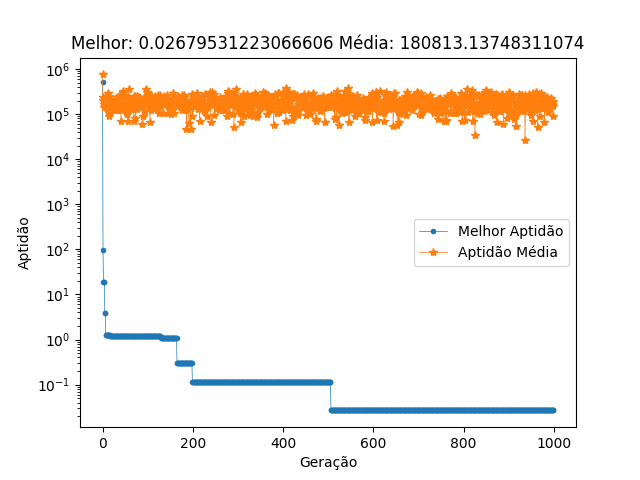 Melhor: 0.02679531223066606 Média: 180813.13748311074
Aptidão
10^6
10^5
10^4
10^3
10^2
10^1
10^0
10^-1
Melhor Aptidão
Aptidão Média
0 200 400 600 800 1000
Geração